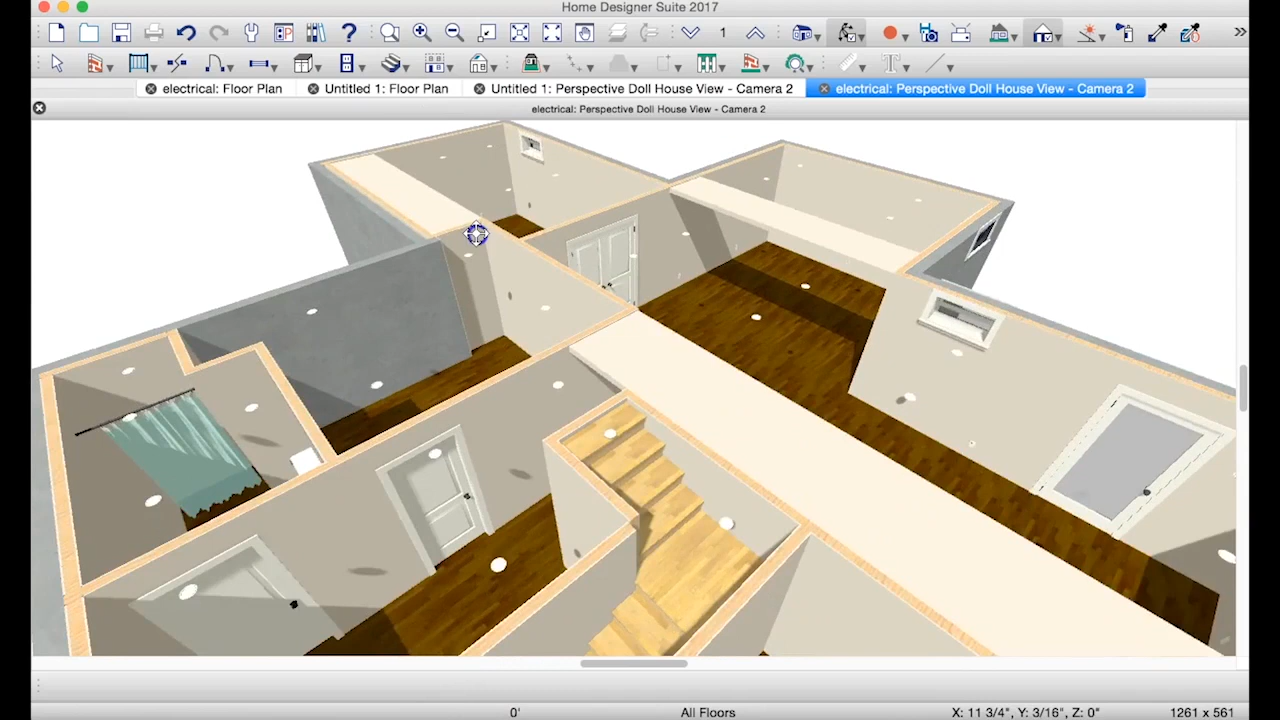 Home Designer Suite 2017
1
electrical: Floor Plan
Untitled 1: Floor Plan
Untitled 1: Perspective Doll House View - Camera 2
electrical: Perspective Doll House View - Camera 2
electrical: Perspective Doll House View - Camera 2
0'
All Floors
X: 11 3/4", Y: 3/16", Z: 0"
1261 x 561